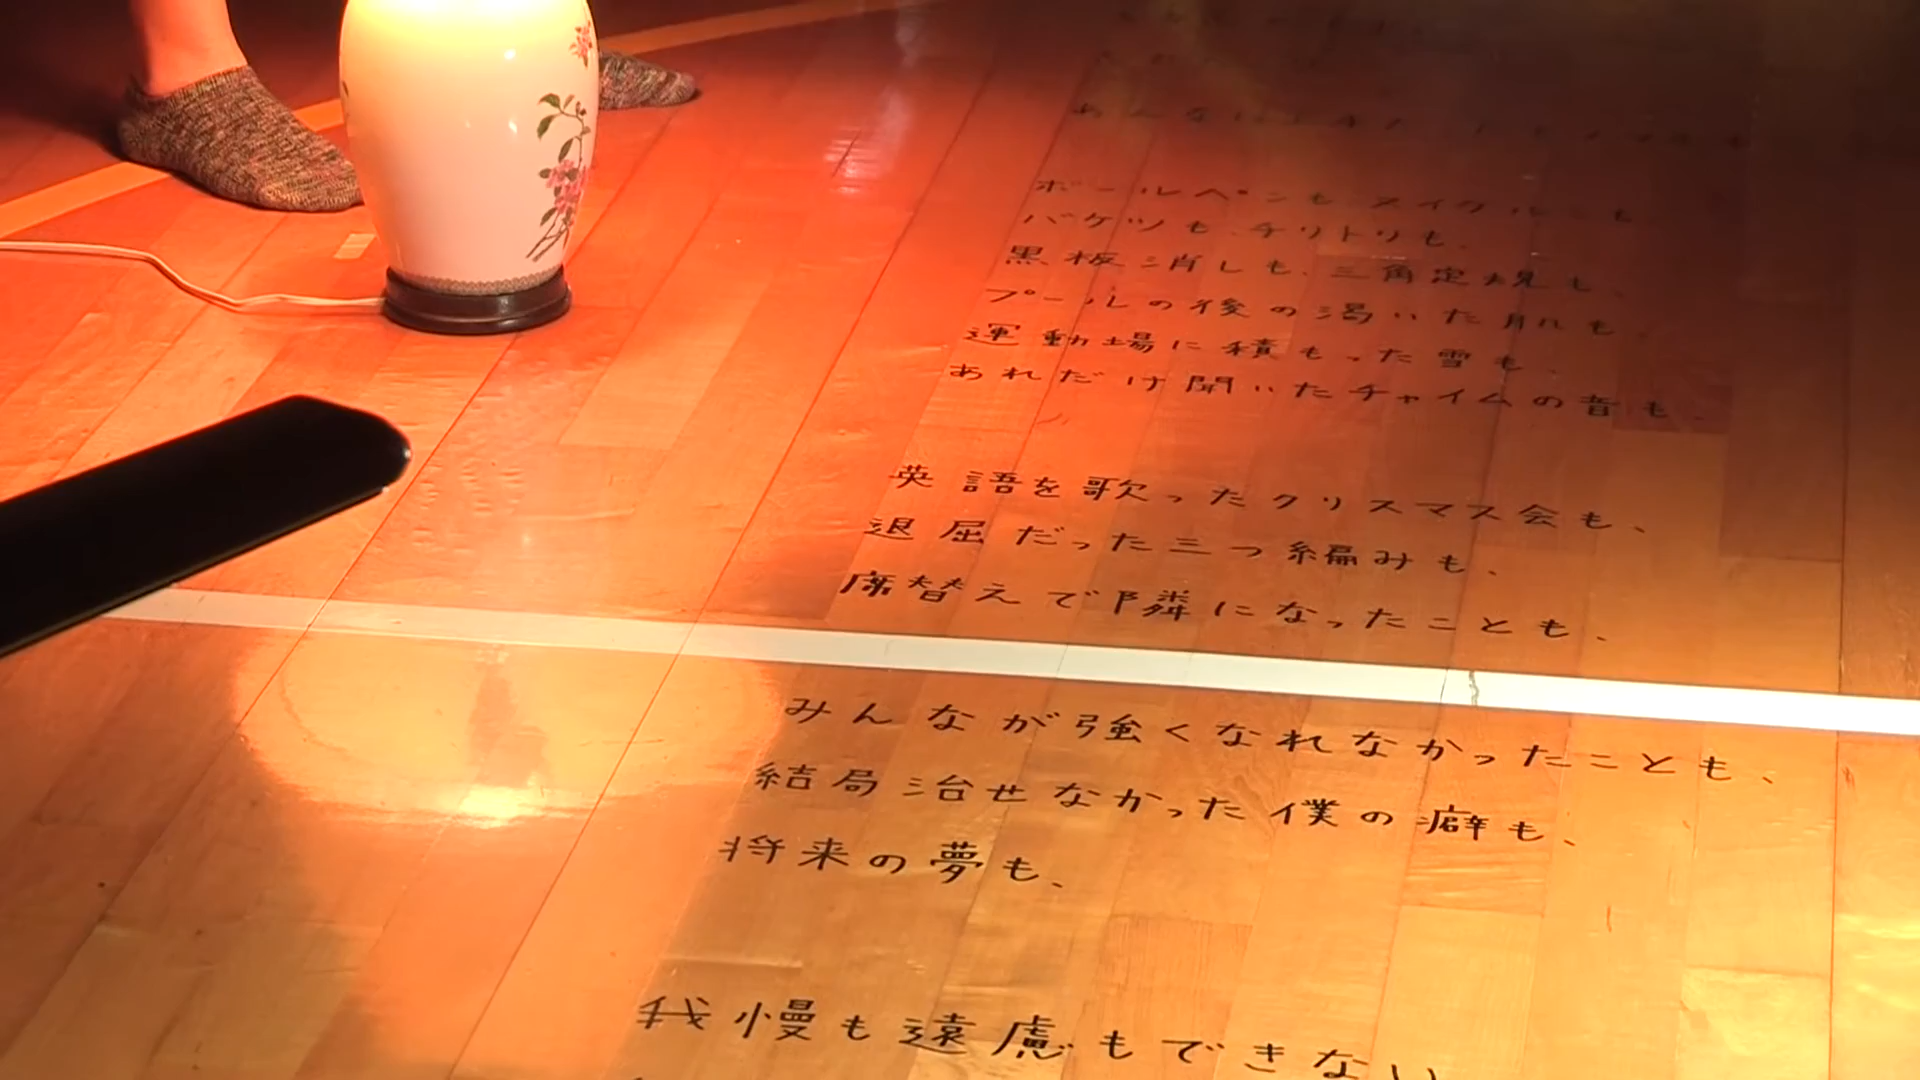 ボールペンも
バケツも、チリトリも、
黒板消しも、三角定規も、
プールの後の渇いた肌も、
運動場に積もった雪も、
あれだけ聞いたチャイムの音も、
英語を歌ったクリスマス会も、
退屈だった三つ編みも、
席替えで隣になったことも、
みんなが強くなれなかったことも、
結局治せなかった僕の癖も、
将来の夢も、
我慢も遠慮もできない